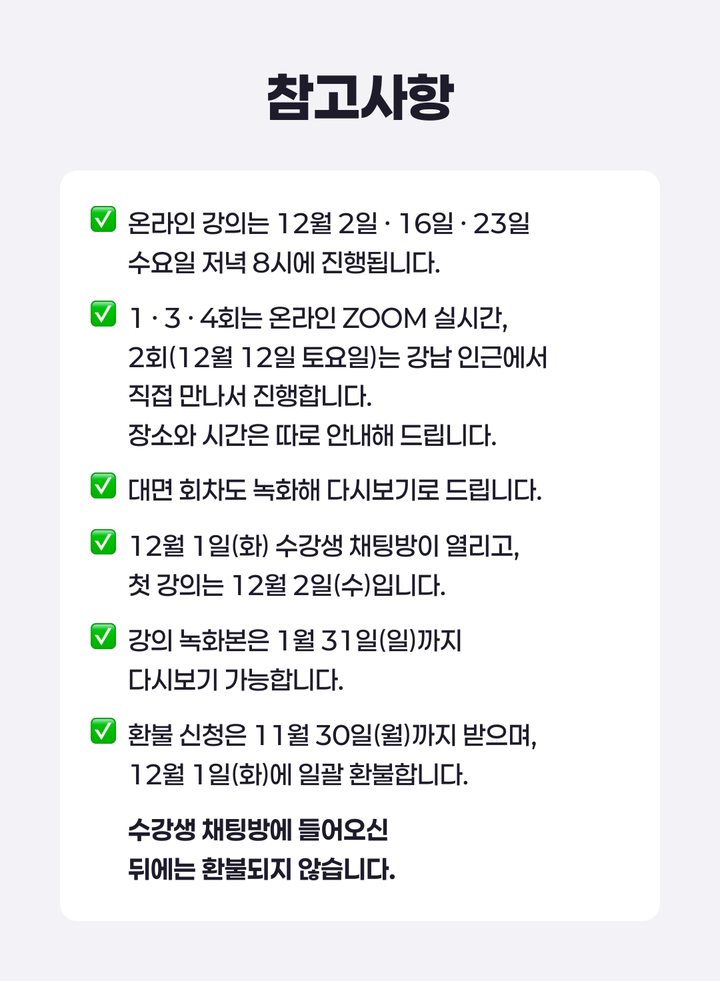 참고사항
✅ 온라인 강의는 12월 2일 · 16일 · 23일
수요일 저녁 8시에 진행됩니다.
✅ 1 · 3 · 4회는 온라인 ZOOM 실시간,
2회(12월 12일 토요일)는 강남 인근에서
직접 만나서 진행합니다.
장소와 시간은 따로 안내해 드립니다.
✅ 대면 회차도 녹화해 다시보기로 드립니다.
✅ 12월 1일(화) 수강생 채팅방이 열리고,
첫 강의는 12월 2일(수)입니다.
✅ 강의 녹화본은 1월 31일(일)까지
다시보기 가능합니다.
✅ 환불 신청은 11월 30일(월)까지 받으며,
12월 1일(화)에 일괄 환불합니다.
수강생 채팅방에 들어오신
뒤에는 환불되지 않습니다.